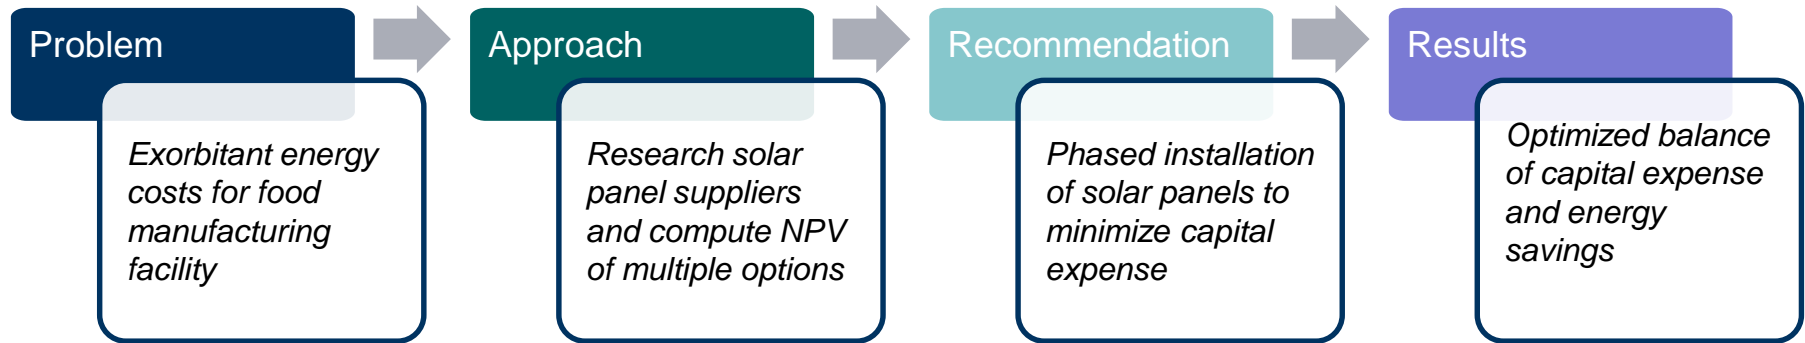 Problem
Exorbitant energy
costs for food
manufacturing
facility
Approach
Research solar
panel suppliers
and compute NPV
of multiple options
Recommendation
Phased installation
of solar panels to
minimize capital
expense
Results
Optimized balance
of capital expense
and energy
savings